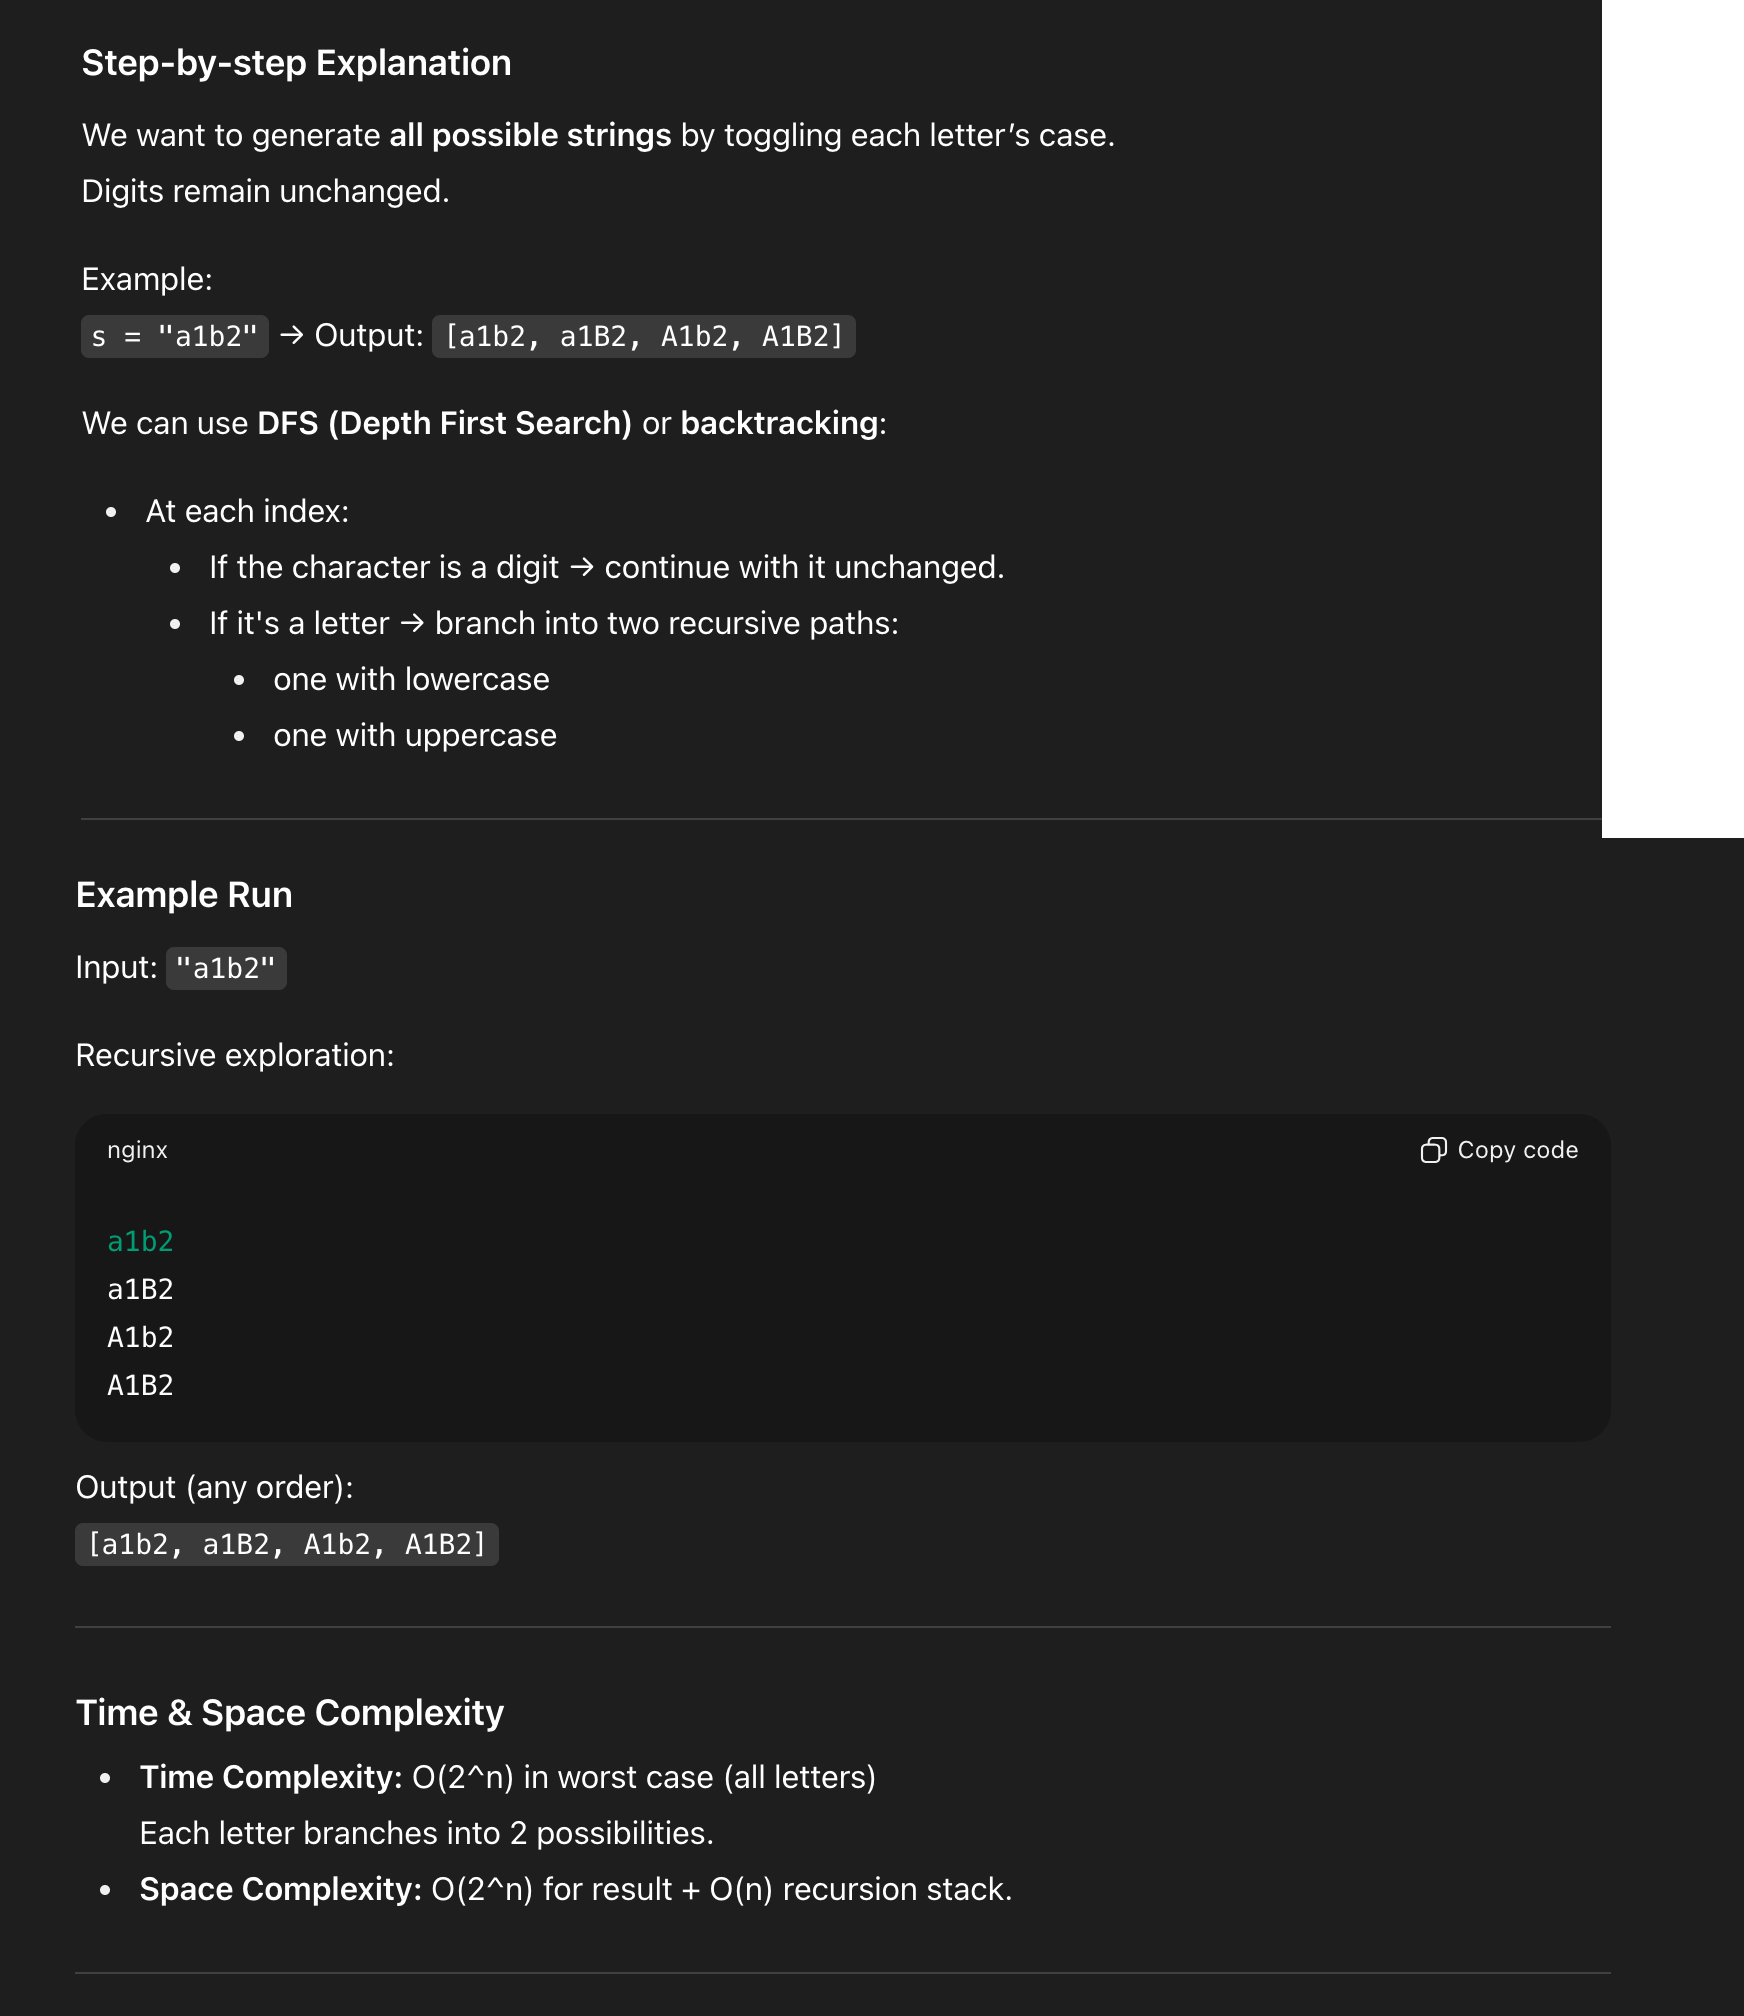 Step-by-step Explanation
We want to generate all possible strings by toggling each letter’s case.
Digits remain unchanged.
Example:
s = "a1b2" → Output: [a1b2, a1B2, A1b2, A1B2]
We can use DFS (Depth First Search) or backtracking:
• At each index:
• If the character is a digit → continue with it unchanged.
• If it's a letter → branch into two recursive paths:
• one with lowercase
• one with uppercase
Example Run
Input: "a1b2"
Recursive exploration:
nginx Copy code
a1b2
a1B2
A1b2
A1B2
Output (any order):
[a1b2, a1B2, A1b2, A1B2]
Time & Space Complexity
• Time Complexity: O(2^n) in worst case (all letters)
Each letter branches into 2 possibilities.
• Space Complexity: O(2^n) for result + O(n) recursion stack.